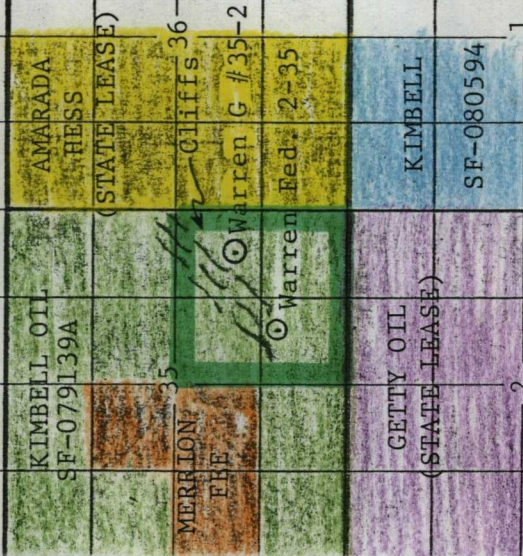 AMARADA
HESS
(STATE LEASE)
36
Cliffs
Warren G #35-2
Warren Fed. 2-35
KIMBELL
SF-080594
1
KIMBELL OIL
SF-079139A
35
MERRION
FEE
GETTY OIL
(STATE LEASE)
2